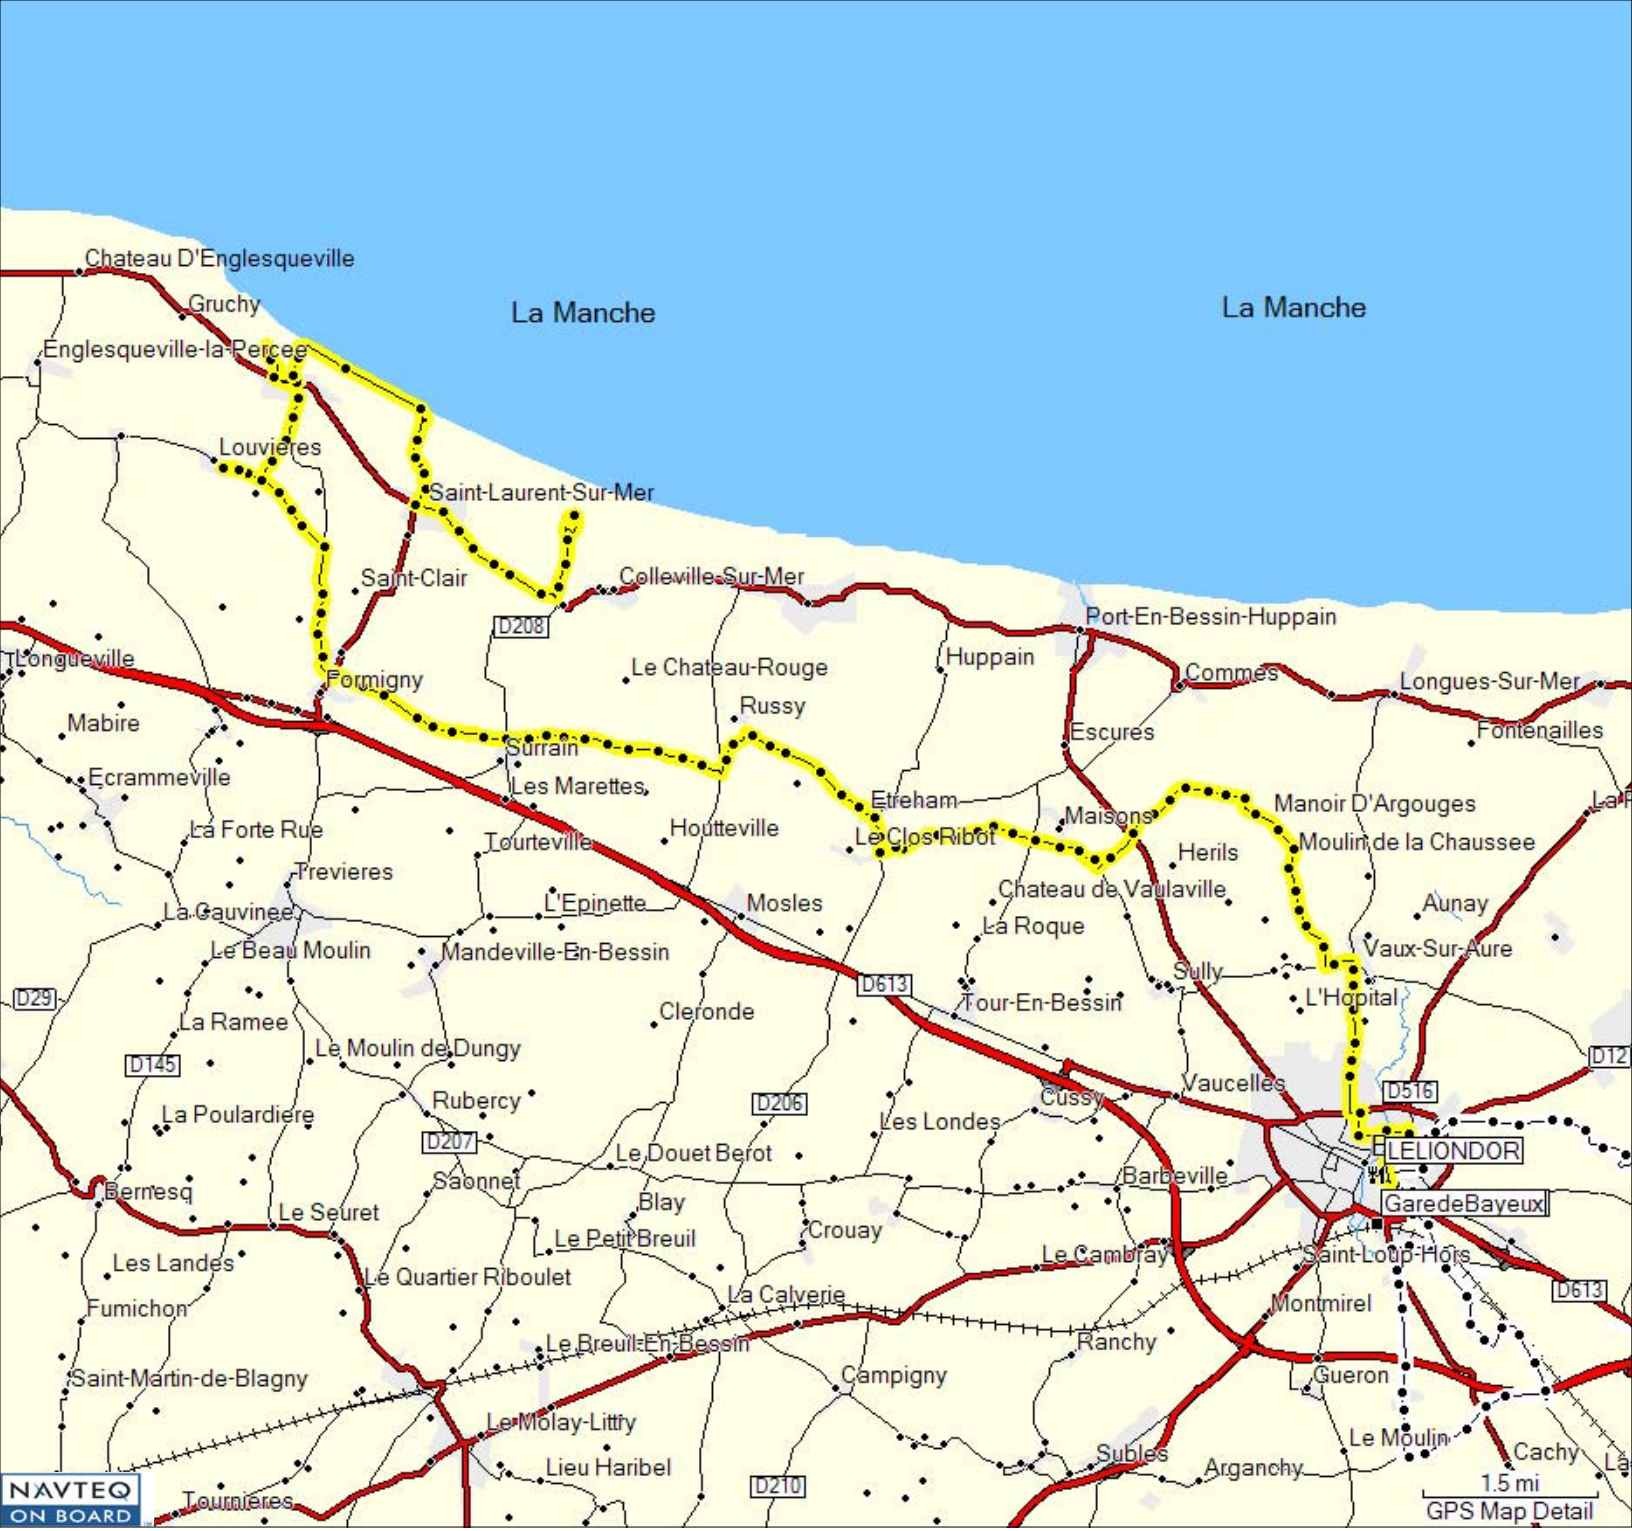 Chateau D'Englesqueville
Gruchy
La Manche
La Manche
Englesqueville-la-Percee
Louvieres
Saint-Laurent-Sur-Mer
Saint-Clair
Colleville-Sur-Mer
D208
Port-En-Bessin-Huppain
Longueville
Le Chateau-Rouge
Huppain
Commes
Formigny
Longues-Sur-Mer
Mabire
Russy
Escures
Fontenailles
Surrain
Ecrammeville
Les Marettes
Etreham
Manoir D'Argouges
La Forte Rue
Houtteville
Le Clos Ribot
Maisons
Tourteville
Moulin de la Chaussee
Herils
Trevieres
Chateau de Vaulaville
L'Epinette
Mosles
Aunay
La Cauvinee
La Roque
Le Beau Moulin
Mandeville-En-Bessin
Vaux-Sur-Aure
Sully
D613
D29
L'Hopital
Tour-En-Bessin
Cleronde
La Ramee
Le Moulin de Dungy
D12
D145
Vaucelles
D516
Rubercy
D206
Cussy
La Poulardiere
Les Londes
D207
Le Douet Berot
LELIONDOR
Saonnet
Barbeville
Bernesq
Blay
GaredeBayeux
Le Seuret
Crouay
Le Petit Breuil
Le Cambray
Saint-Loup-Hors
Les Landes
Le Quartier Riboulet
D613
La Calverie
Montmirel
Fumichon
Le Breuil-En-Bessin
Ranchy
Saint-Martin-de-Blagny
Campigny
Gueron
Le Molay-Littry
Le Moulin
Subles
Cachy
Lieu Haribel
Arganchy
D210
1.5 mi
NAVTEQ
ON BOARD
Tournieres
GPS Map Detail